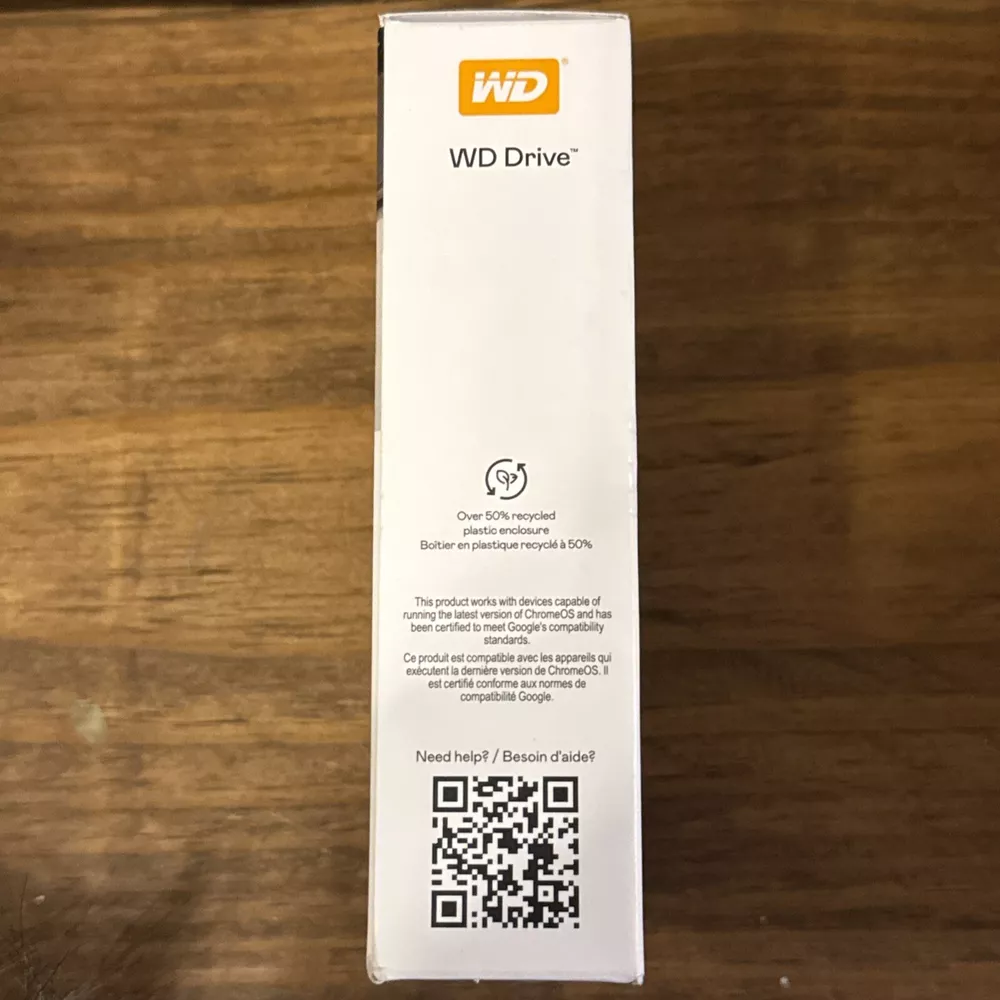 WD®
WD Drive™
Over 50% recycled
plastic enclosure
Boîtier en plastique recyclé à 50%
This product works with devices capable of
running the latest version of ChromeOS and has
been certified to meet Google's compatibility
standards.
Ce produit est compatible avec les appareils qui
exécutent la dernière version de ChromeOS. Il
est certifié conforme aux normes de
compatibilité Google.
Need help? / Besoin d'aide?